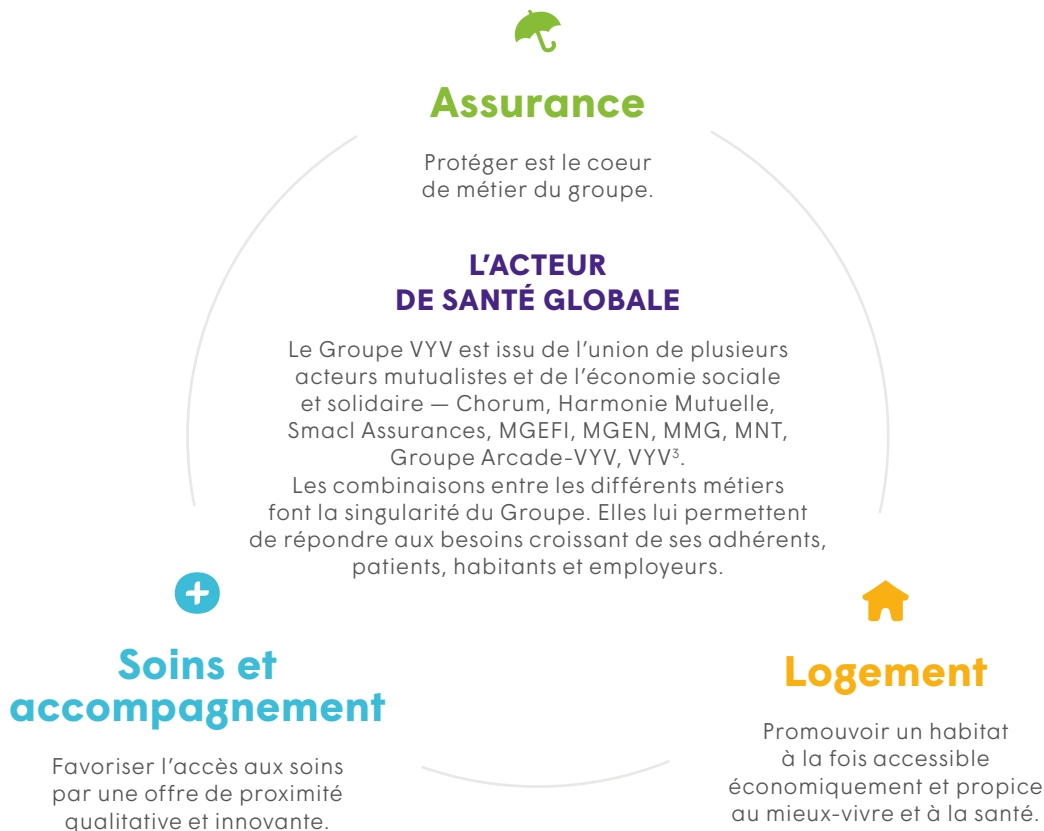 Assurance
Protéger est le coeur
de métier du groupe.
L’ACTEUR
DE SANTÉ GLOBALE
Le Groupe VYV est issu de l’union de plusieurs
acteurs mutualistes et de l’économie sociale
et solidaire — Chorum, Harmonie Mutuelle,
Smacl Assurances, MGEFI, MGEN, MMG, MNT,
Groupe Arcade-VYV, VYV³.
Les combinaisons entre les différents métiers
font la singularité du Groupe. Elles lui permettent
de répondre aux besoins croissant de ses adhérents,
patients, habitants et employeurs.
Soins et
accompagnement
Favoriser l’accès aux soins
par une offre de proximité
qualitative et innovante.
Logement
Promouvoir un habitat
à la fois accessible
économiquement et propice
au mieux-vivre et à la santé.